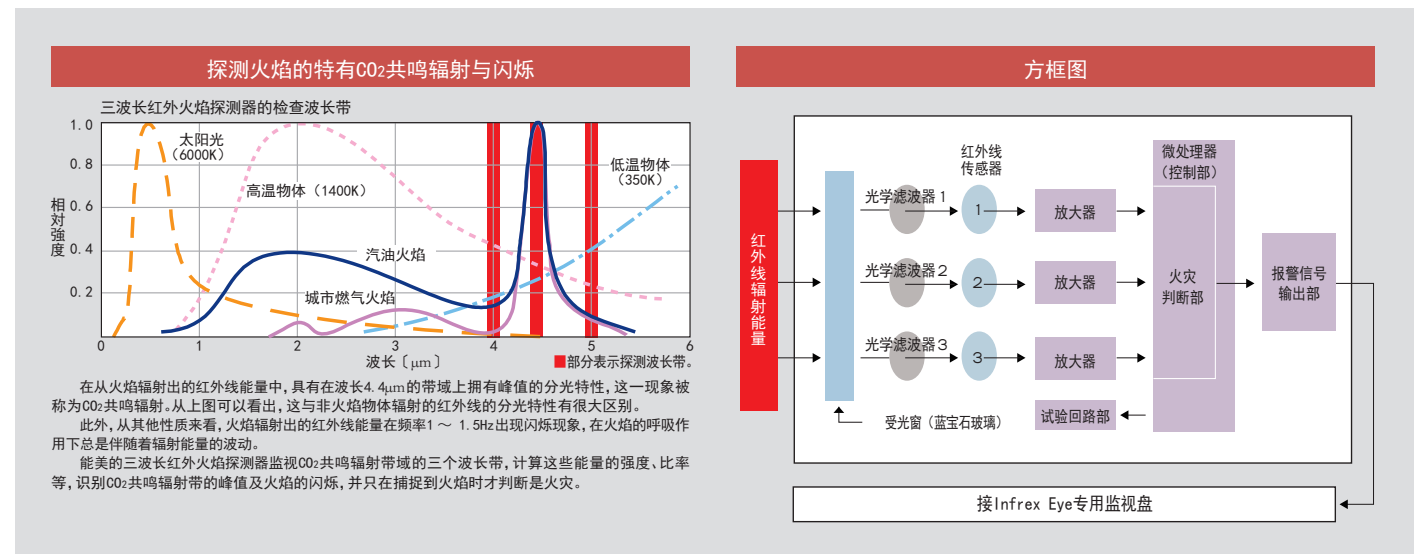 探测火焰的特有CO2共鸣辐射与闪烁
三波长红外火焰探测器的检查波长带
1.0
0.8
0.6
0.4
0.2
相对强度
太阳光
(6000K)
高温物体(1400K)
低温物体
(350K)
汽油火焰
城市燃气火焰
0 1 2 3 4 5 6
波长〔μm〕
■部分表示探测波长带。
在从火焰辐射出的红外线能量中,具有在波长4.4μm的带域上拥有峰值的分光特性,这一现象被
称为CO2共鸣辐射。从上图可以看出,这与非火焰物体辐射的红外线的分光特性有很大区别。
此外,从其他性质来看,火焰辐射出的红外线能量在频率1～1.5Hz出现闪烁现象,在火焰的呼吸作
用下总是伴随着辐射能量的波动。
能美的三波长红外火焰探测器监视CO2共鸣辐射带域的三个波长带,计算这些能量的强度、比率
等,识别CO2共鸣辐射带的峰值及火焰的闪烁,并只在捕捉到火焰时才判断是火灾。
方框图
红外线辐射能量
光学滤波器1
光学滤波器2
光学滤波器3
受光窗(蓝宝石玻璃)
红外线
传感器
1
2
3
放大器
放大器
放大器
试验回路部
微处理器
(控制部)
火灾
判断部
报警信号
输出部
接Infrex Eye专用监视盘